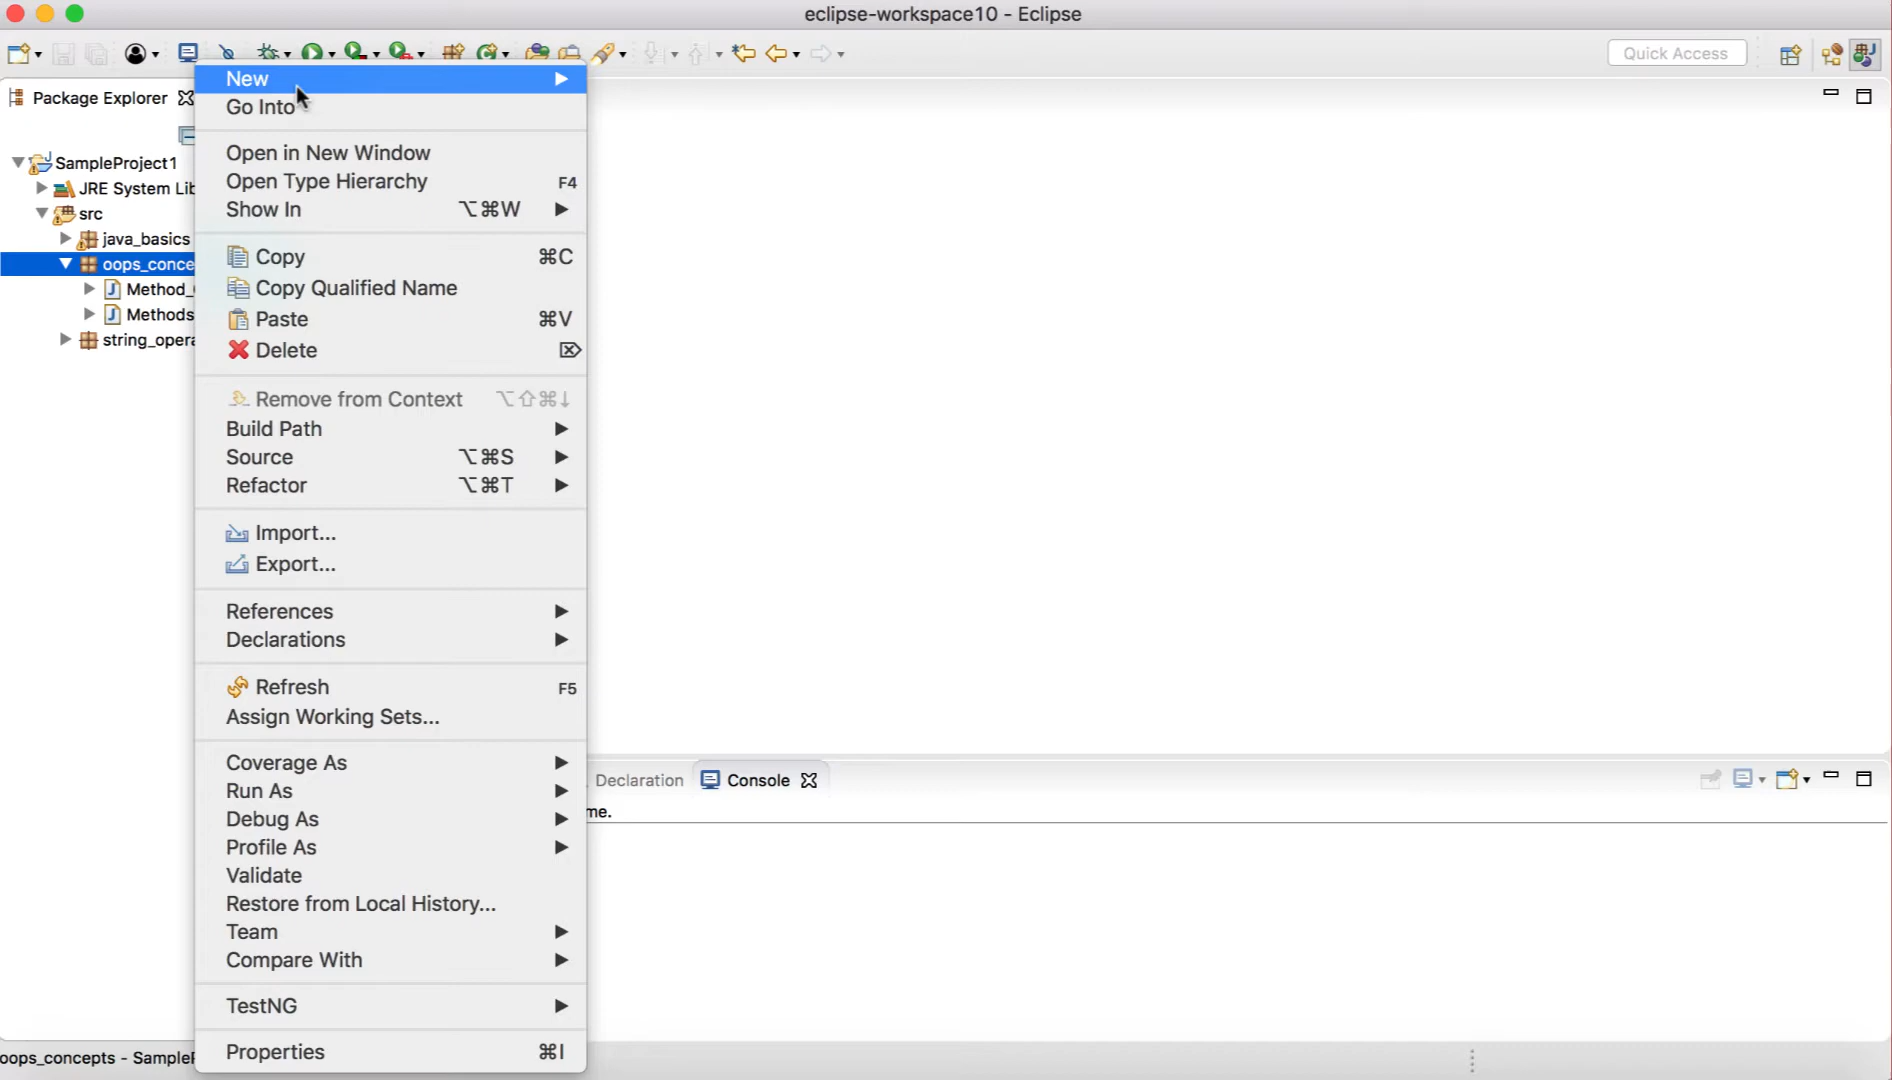 eclipse-workspace10 - Eclipse
Quick Access
Package Explorer
SampleProject1
JRE System Lib
src
java_basics
oops_conce
Method_
Methods
string_opera
New
Go Into
Open in New Window
Open Type Hierarchy F4
Show In ⌥⌘W
Copy ⌘C
Copy Qualified Name
Paste ⌘V
Delete ⌦
Remove from Context ⌥⇧⌘↓
Build Path
Source ⌥⌘S
Refactor ⌥⌘T
Import...
Export...
References
Declarations
Refresh F5
Assign Working Sets...
Coverage As
Run As
Debug As
Profile As
Validate
Restore from Local History...
Team
Compare With
TestNG
Properties ⌘I
Declaration
Console
me.
oops_concepts - SampleP